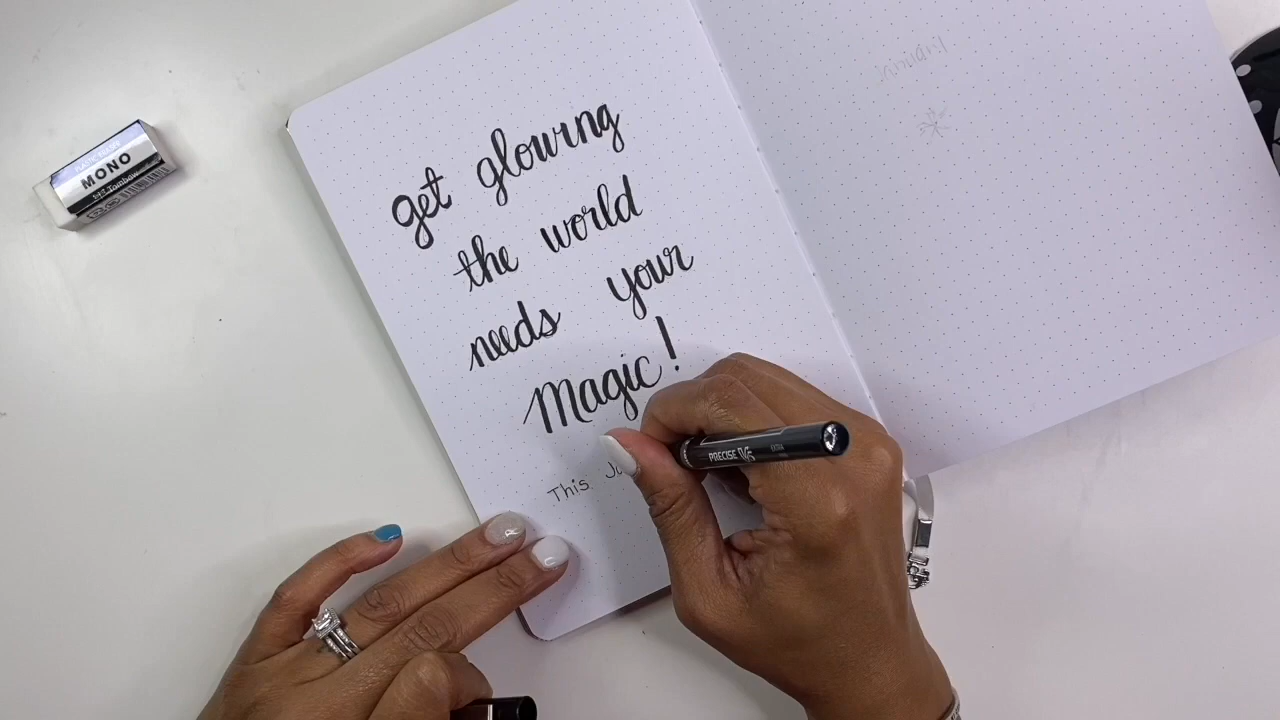 get glowing
the world
needs your
Magic!
This
MONO
Tombow
PRECISE V5